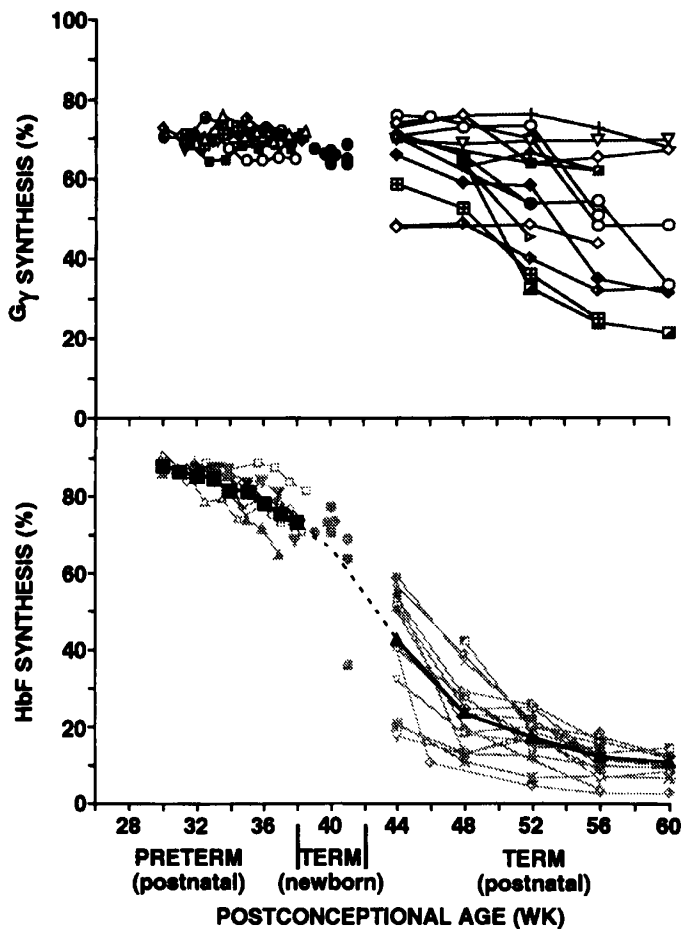 100
80
60
40
20
0
Gγ SYNTHESIS (%)
80
60
40
20
0
HbF SYNTHESIS (%)
28 32 36 40 44 48 52 56 60
PRETERM TERM TERM
(postnatal) (newborn) (postnatal)
POSTCONCEPTIONAL AGE (WK)